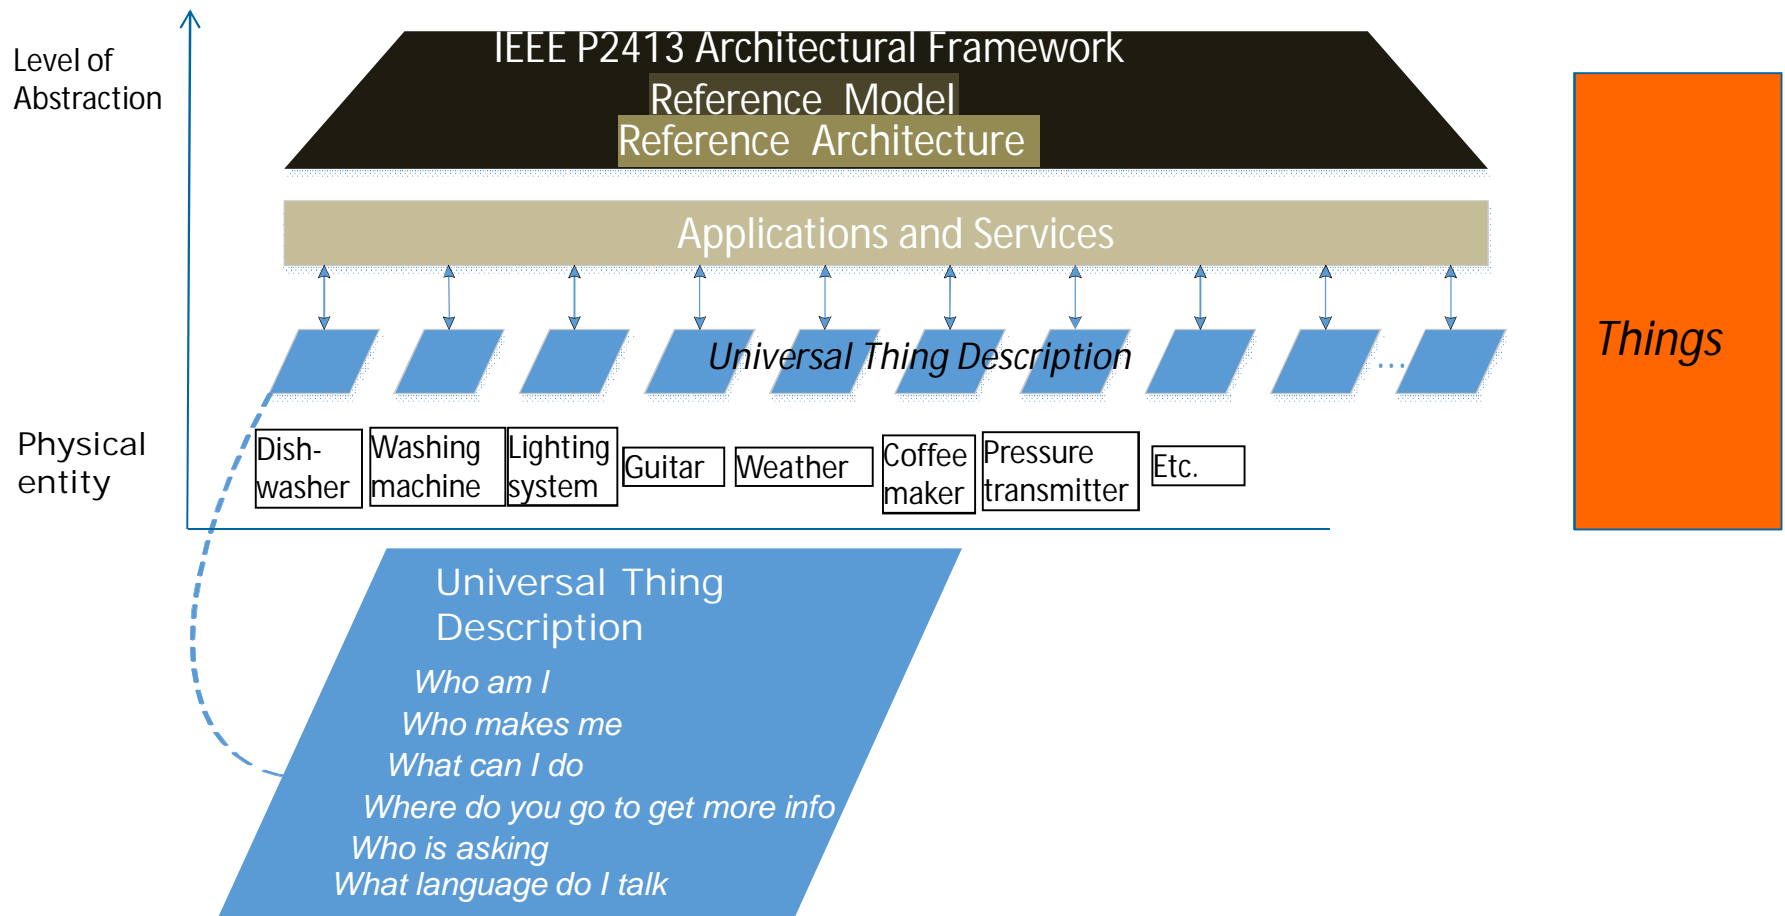 Level of
Abstraction
IEEE P2413 Architectural Framework
Reference Model
Reference Architecture
Applications and Services
Universal Thing Description
...
Things
Physical
entity
Dish-
washer
Washing
machine
Lighting
system
Guitar
Weather
Coffee
maker
Pressure
transmitter
Etc.
Universal Thing
Description
Who am I
Who makes me
What can I do
Where do you go to get more info
Who is asking
What language do I talk